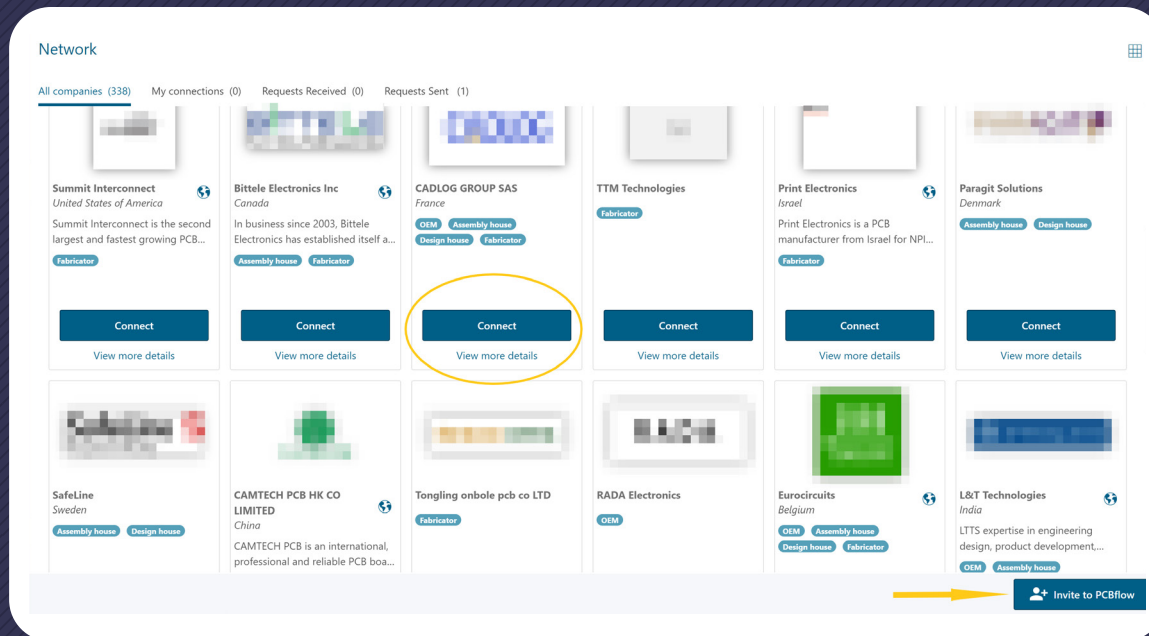 Network
All companies (338) My connections (0) Requests Received (0) Requests Sent (1)
Summit Interconnect
United States of America
Summit Interconnect is the second
largest and fastest growing PCB...
Fabricator
Connect
View more details
Bittele Electronics Inc
Canada
In business since 2003, Bittele
Electronics has established itself a...
Assembly house Fabricator
Connect
View more details
CADLOG GROUP SAS
France
OEM Assembly house
Design house Fabricator
Connect
View more details
TTM Technologies
Fabricator
Connect
View more details
Print Electronics
Israel
Print Electronics is a PCB
manufacturer from Israel for NPI...
Fabricator
Connect
View more details
Paragit Solutions
Denmark
Assembly house Design house
Connect
View more details
SafeLine
Sweden
Assembly house Design house
CAMTECH PCB HK CO
LIMITED
China
CAMTECH PCB is an international,
professional and reliable PCB boa...
Tongling onbole pcb co LTD
Fabricator
RADA Electronics
OEM
Eurocircuits
Belgium
OEM Assembly house
Design house Fabricator
L&T Technologies
India
LTTS expertise in engineering
design, product development,...
OEM Assembly house
Invite to PCBflow